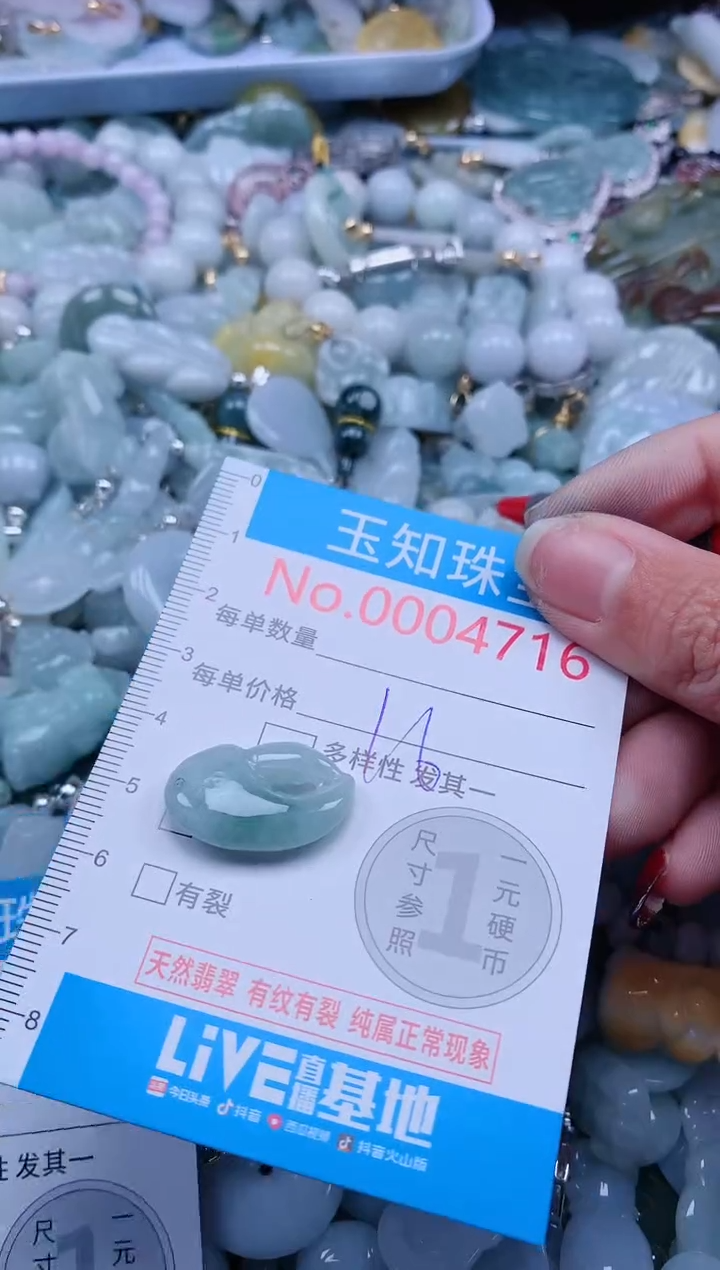 0
玉知珠
1
No.0004716
2
每单数量
3
每单价格
16
4
多样性 发其一
5
尺寸参照
1
一元硬币
6
有裂
7
天然翡翠 有纹有裂 纯属正常现象
8
LiVE直播基地
今日头条 抖音 西瓜视频 抖音火山版
珠
发其一
尺寸
1
一元